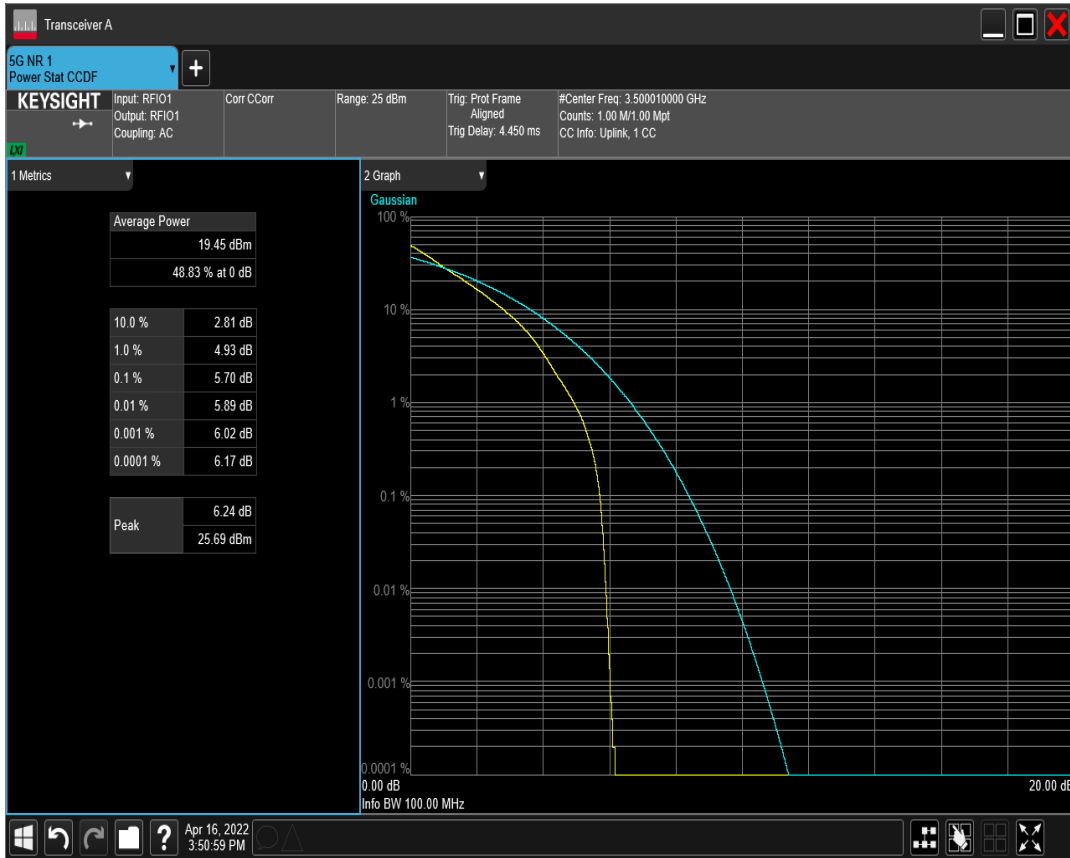 Transceiver A
5G NR 1
Power Stat CCDF
KEYSIGHT
LXI
Input: RFIO1
Output: RFIO1
Coupling: AC
Corr CCorr
Range: 25 dBm
Trig: Prot Frame
Aligned
Trig Delay: 4.450 ms
#Center Freq: 3.500010000 GHz
Counts: 1.00 M/1.00 Mpt
CC Info: Uplink, 1 CC
1 Metrics
Average Power
19.45 dBm
48.83 % at 0 dB
10.0 % 2.81 dB
1.0 % 4.93 dB
0.1 % 5.70 dB
0.01 % 5.89 dB
0.001 % 6.02 dB
0.0001 % 6.17 dB
Peak
6.24 dB
25.69 dBm
2 Graph
Gaussian
100 %
10 %
1 %
0.1 %
0.01 %
0.001 %
0.0001 %
0.00 dB 20.00 dB
Info BW 100.00 MHz
? Apr 16, 2022
3:50:59 PM